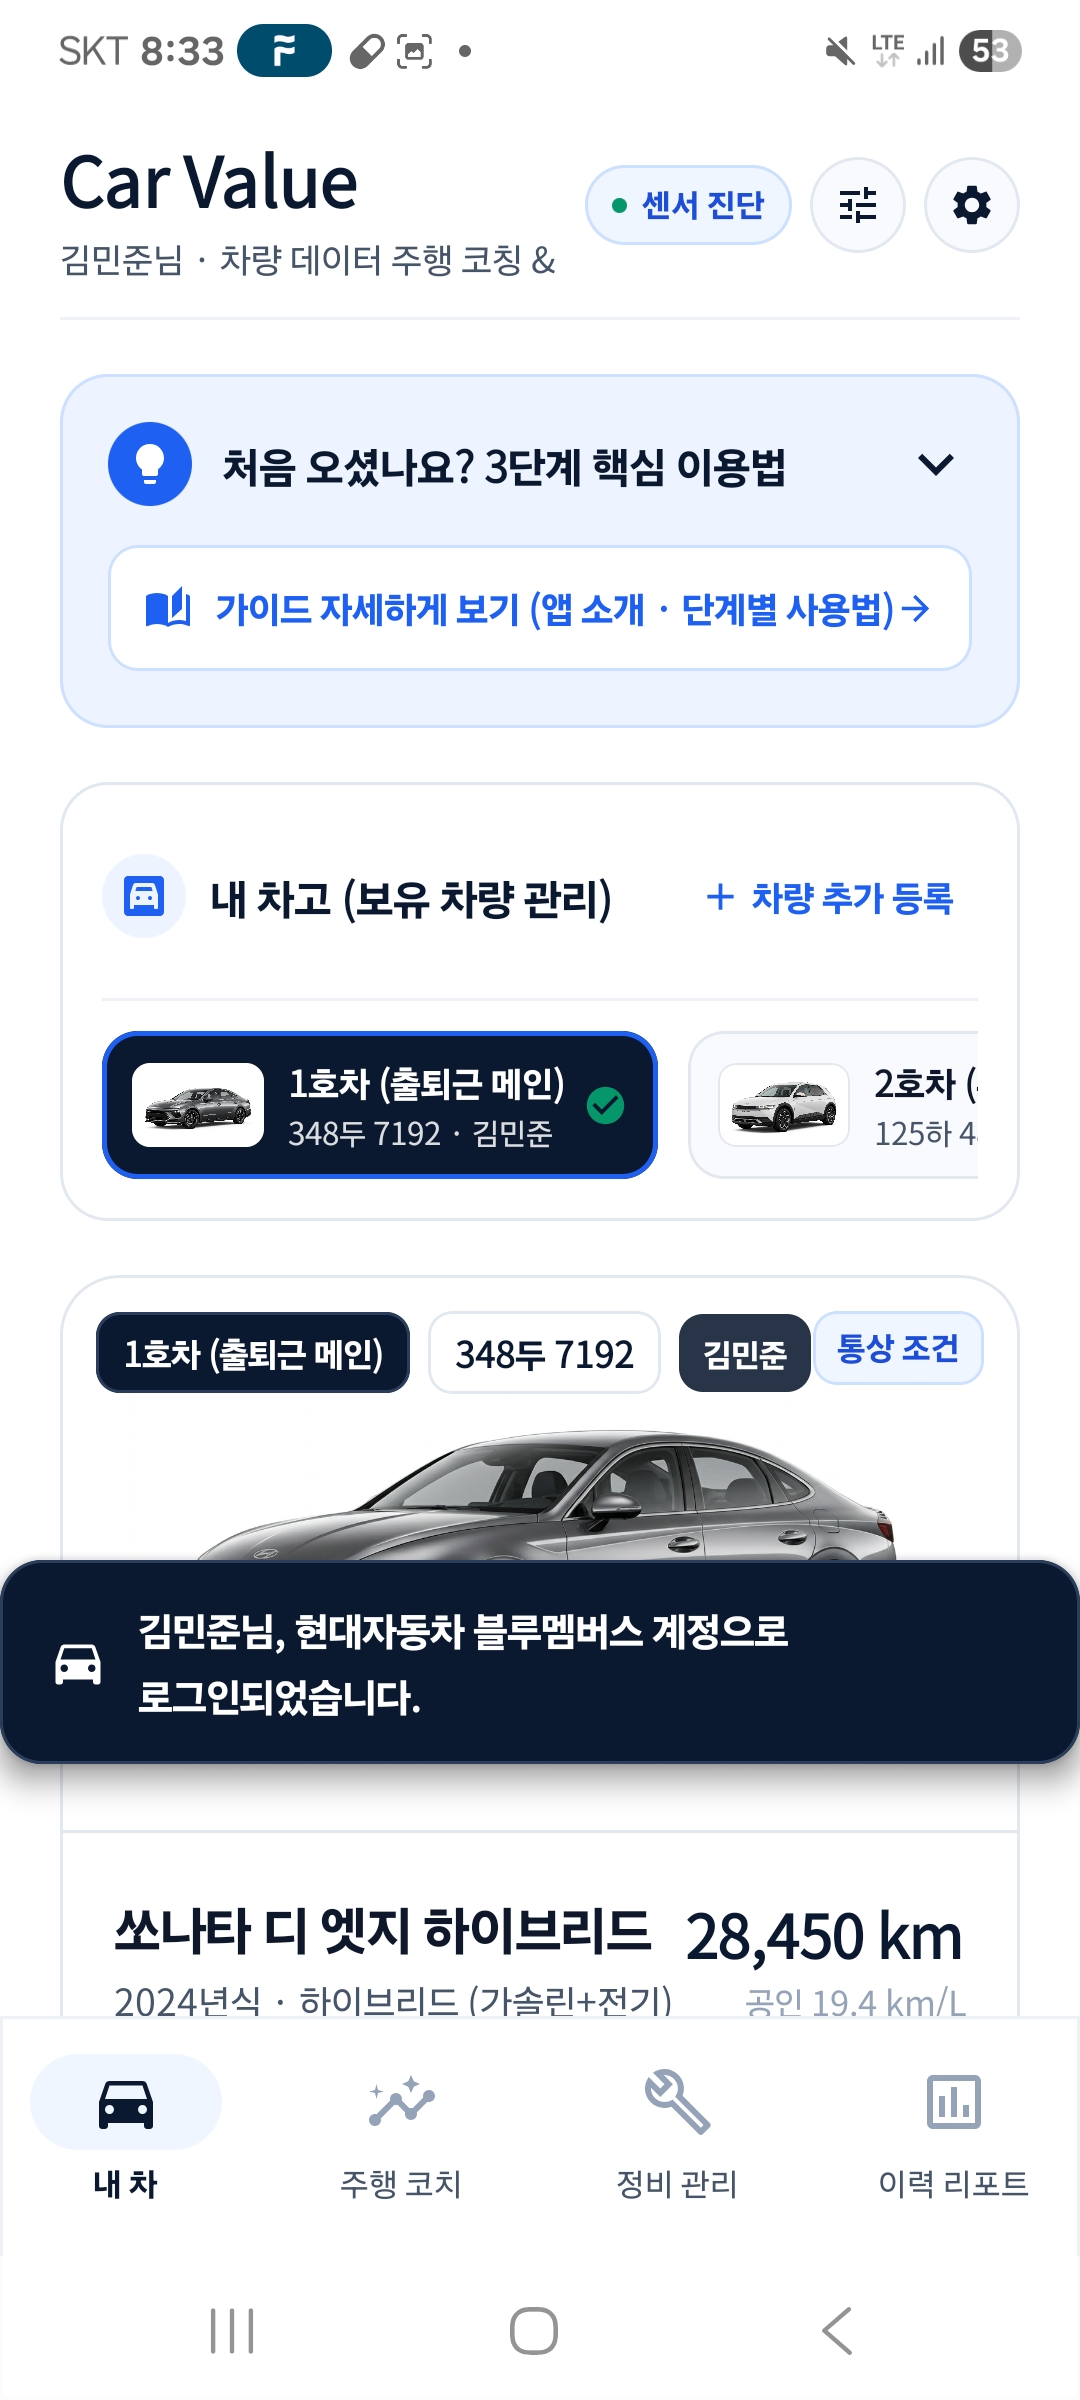 SKT 8:33
LTE
53
Car Value
센서 진단
김민준님 · 차량 데이터 주행 코칭 &
처음 오셨나요? 3단계 핵심 이용법
가이드 자세하게 보기 (앱 소개 · 단계별 사용법)
내 차고 (보유 차량 관리)
+ 차량 추가 등록
1호차 (출퇴근 메인)
348두 7192 · 김민준
2호차 (
125하 4
1호차 (출퇴근 메인)
348두 7192
김민준
통상 조건
김민준님, 현대자동차 블루멤버스 계정으로
로그인되었습니다.
쏘나타 디 엣지 하이브리드
28,450 km
2024년식 · 하이브리드 (가솔린+전기)
공인 19.4 km/L
내 차
주행 코치
정비 관리
이력 리포트